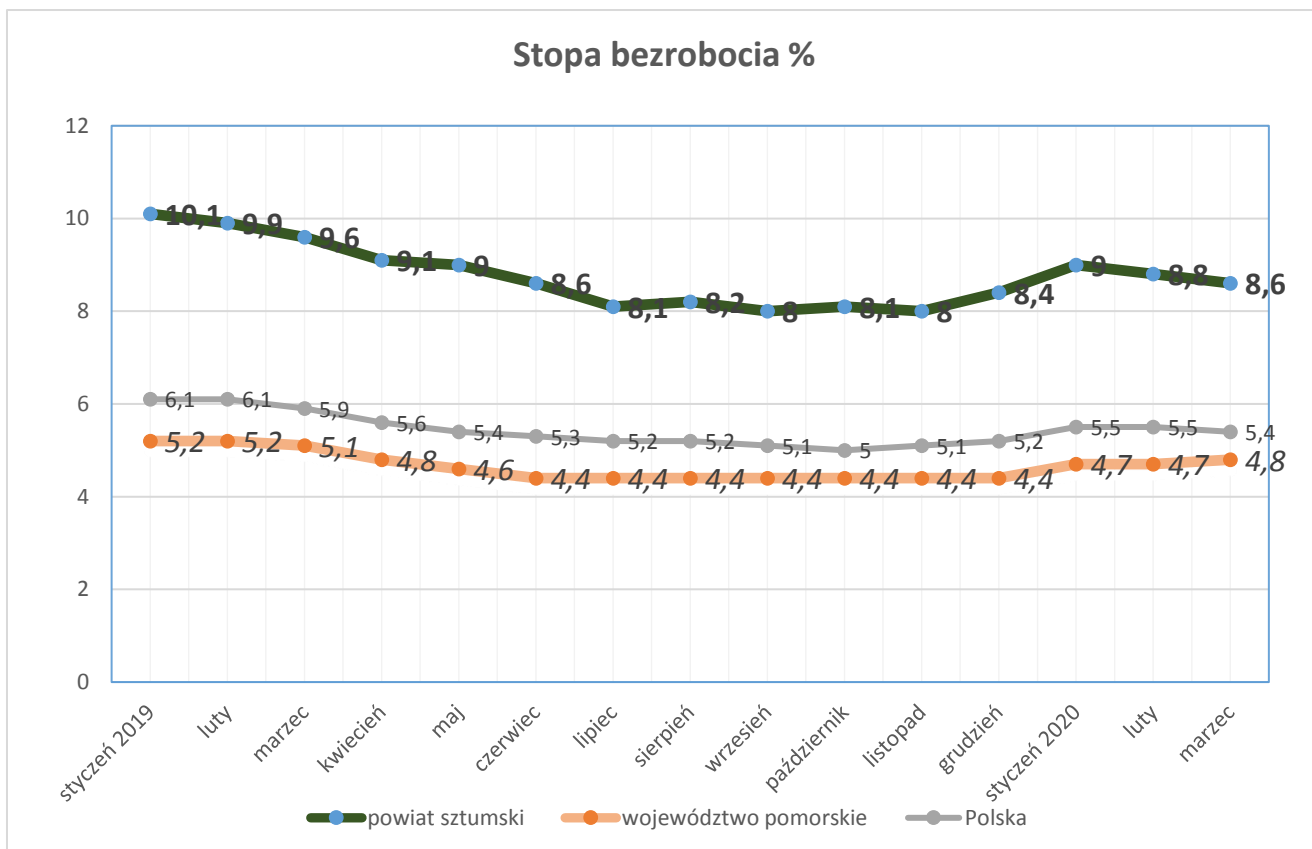 Stopa bezrobocia %
12
10
8
6
4
2
0
10,1 9,9 9,6 9,1 9 8,6 8,1 8,2 8 8,1 8 8,4 9 8,8 8,6
6,1 6,1 5,9 5,6 5,4 5,3 5,2 5,2 5,1 5 5,1 5,2 5,5 5,5 5,4
5,2 5,2 5,1 4,8 4,6 4,4 4,4 4,4 4,4 4,4 4,4 4,4 4,7 4,7 4,8
styczeń 2019
luty
marzec
kwiecień
maj
czerwiec
lipiec
sierpień
wrzesień
październik
listopad
grudzień
styczeń 2020
luty
marzec
powiat sztumski województwo pomorskie Polska